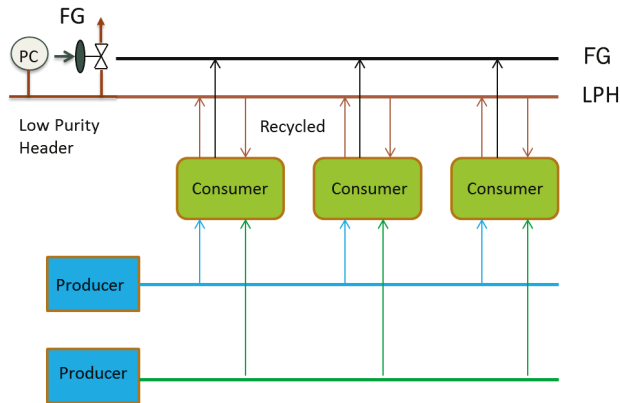 FG
PC
FG
LPH
Low Purity
Header
Recycled
Consumer
Consumer
Consumer
Producer
Producer